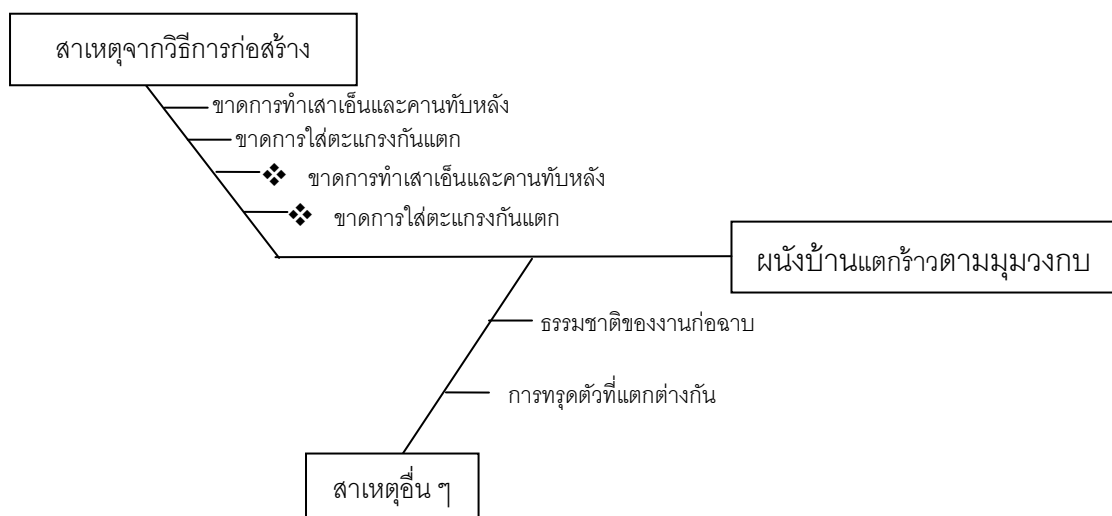 สาเหตุจากวิธีการก่อสร้าง
ขาดการทำเสาเอ็นและคานทับหลัง
ขาดการใส่ตะแกรงกันแตก
❖ ขาดการทำเสาเอ็นและคานทับหลัง
❖ ขาดการใส่ตะแกรงกันแตก
ผนังบ้านแตกร้าวตามมุมวงกบ
ธรรมชาติของงานก่อฉาบ
การทรุดตัวที่แตกต่างกัน
สาเหตุอื่น ๆ